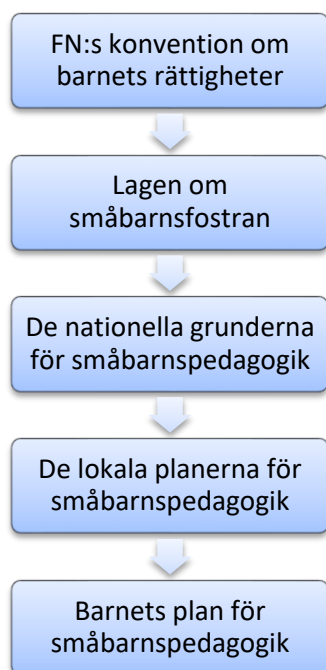 FN:s konvention om
barnets rättigheter
Lagen om
småbarnsfostran
De nationella grunderna
för småbarnspedagogik
De lokala planerna för
småbarnspedagogik
Barnets plan för
småbarnspedagogik